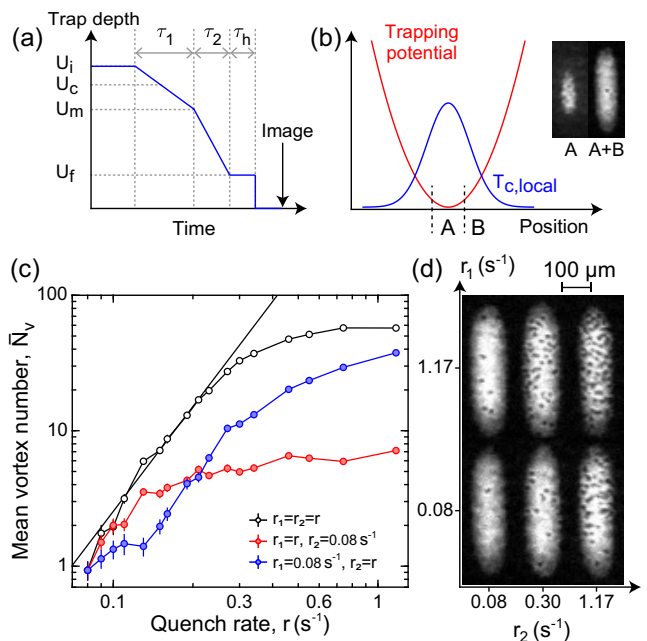 (a)
Trap depth
τ₁ τ₂ τₕ
Uᵢ
U_c
Uₘ
Image
U_f
Time
(b)
Trapping
potential
A A+B
T_c,local
A B Position
(c)
Mean vortex number, N̄ᵥ
100
10
1
r₁=r₂=r
r₁=r, r₂=0.08 s⁻¹
r₁=0.08 s⁻¹, r₂=r
0.1 0.3 0.6 1
Quench rate, r (s⁻¹)
(d) r₁ (s⁻¹) 100 µm
1.17
0.08
0.08 0.30 1.17
r₂ (s⁻¹)